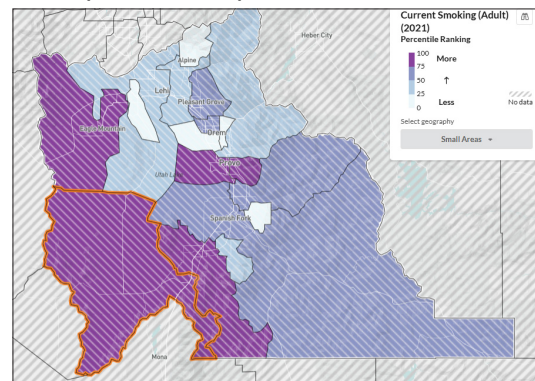 Current Smoking (Adult)
(2021)
Percentile Ranking
100
More
75
50
↑
25
0
Less
No data
Select geography
Small Areas
Heber City
Alpine
Lehi
Pleasant Grove
Eagle Mountain
Orem
Provo
Utah Lake
Spanish Fork
Mona